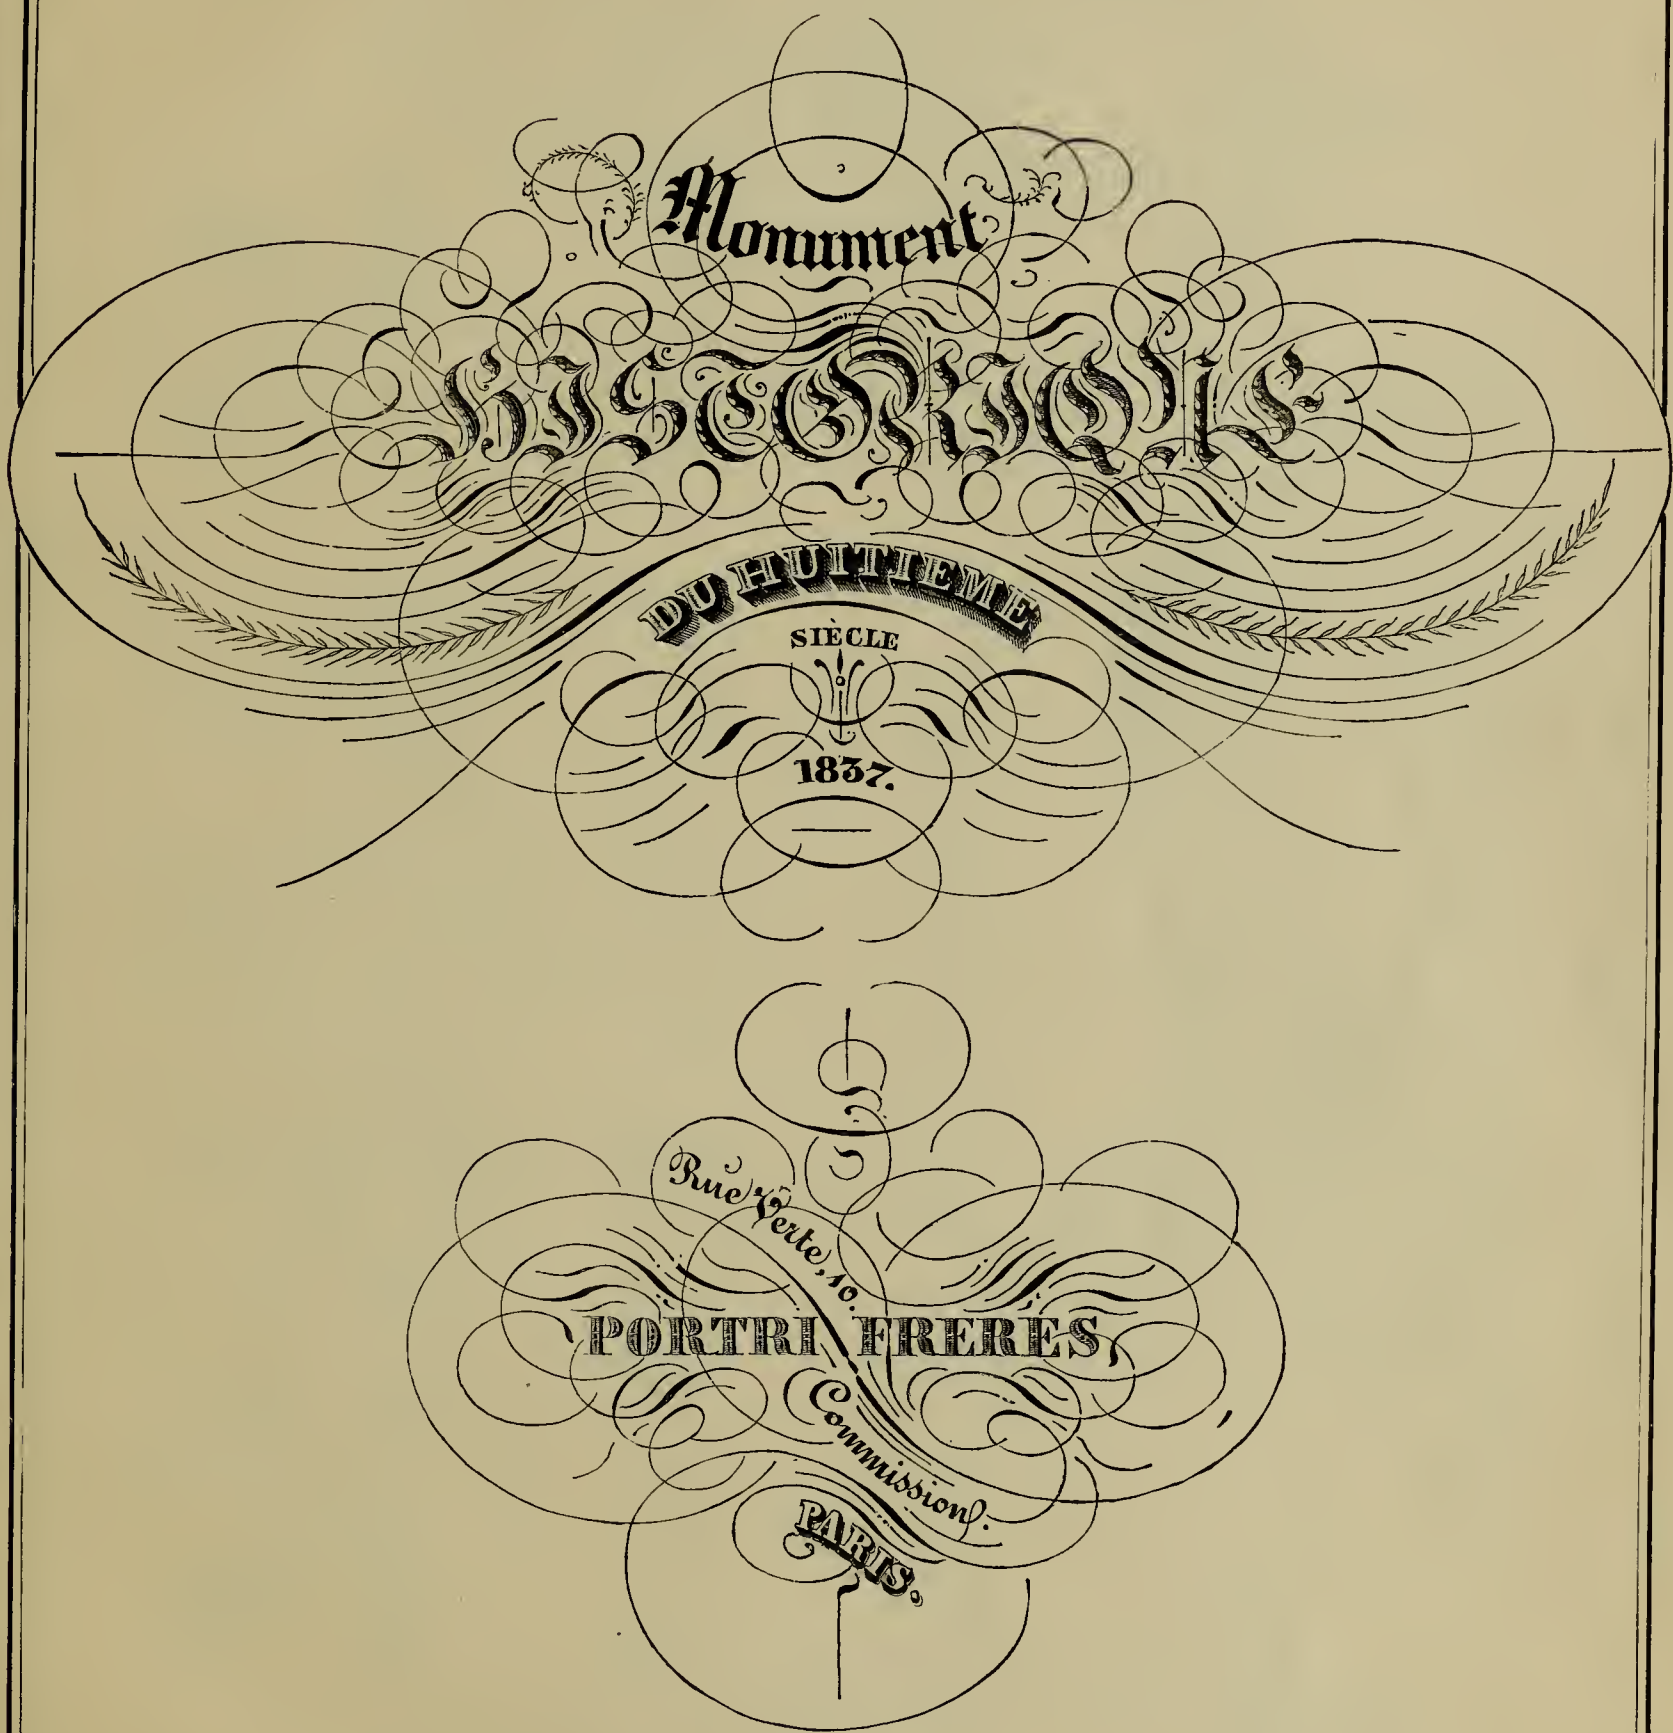 Monument
HISTORIQUE
DU HUITIEME
SIÈCLE
1837.
Rue Verte, 10.
PORTRI FRERES,
Commission.
PARIS.